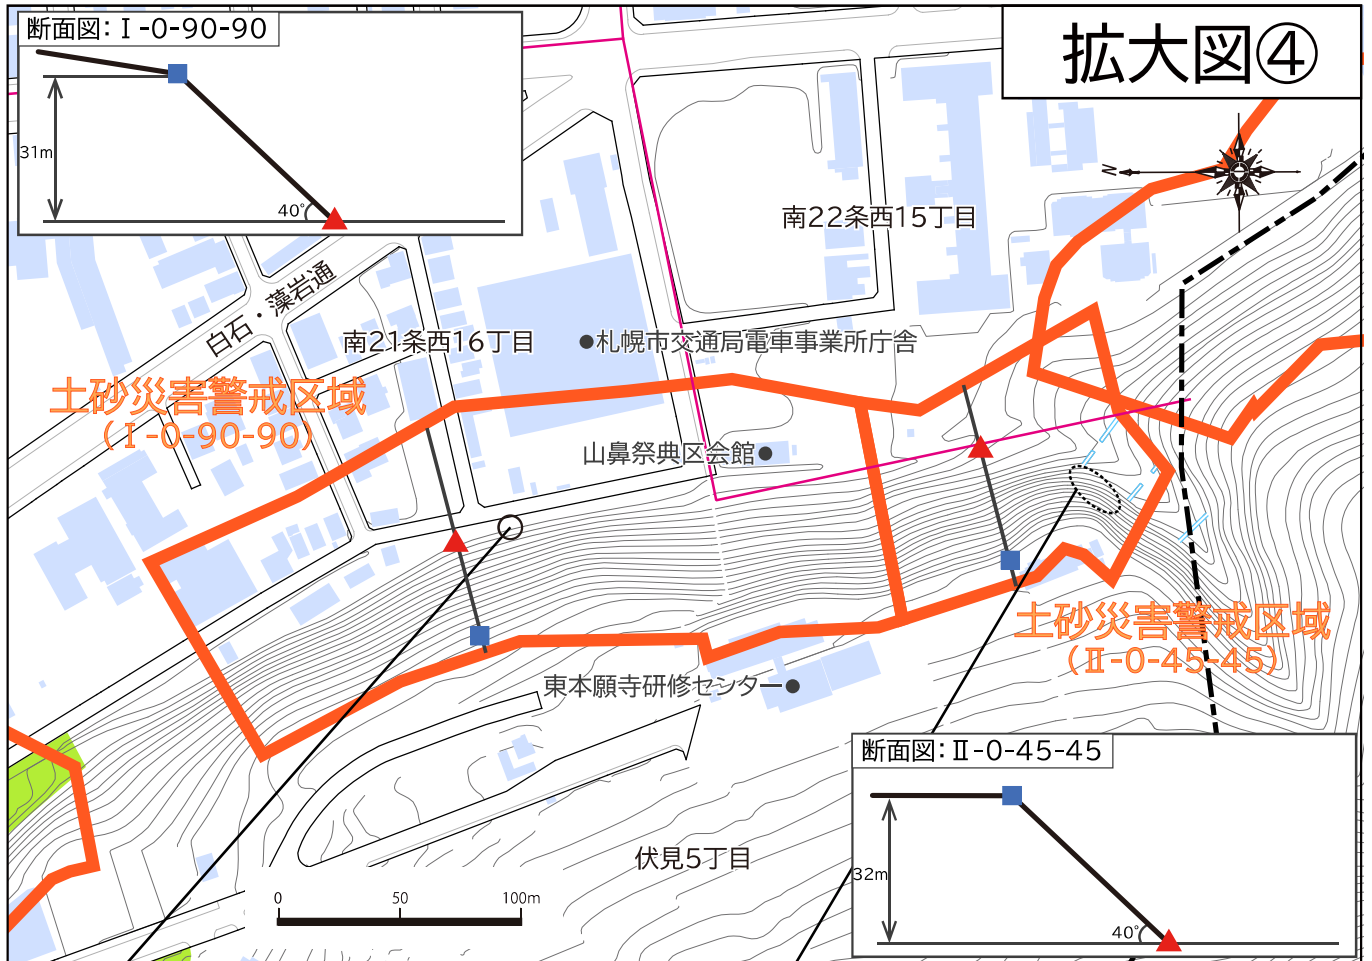 断面図：Ⅰ-0-90-90
31m
40°
拡大図④
N
南22条西15丁目
白石・藻岩通
南21条西16丁目
●札幌市交通局電車事業所庁舎
土砂災害警戒区域
（Ⅰ-0-90-90）
山鼻祭典区会館●
土砂災害警戒区域
（Ⅱ-0-45-45）
東本願寺研修センター●
断面図：Ⅱ-0-45-45
32m
40°
伏見5丁目
0 50 100m